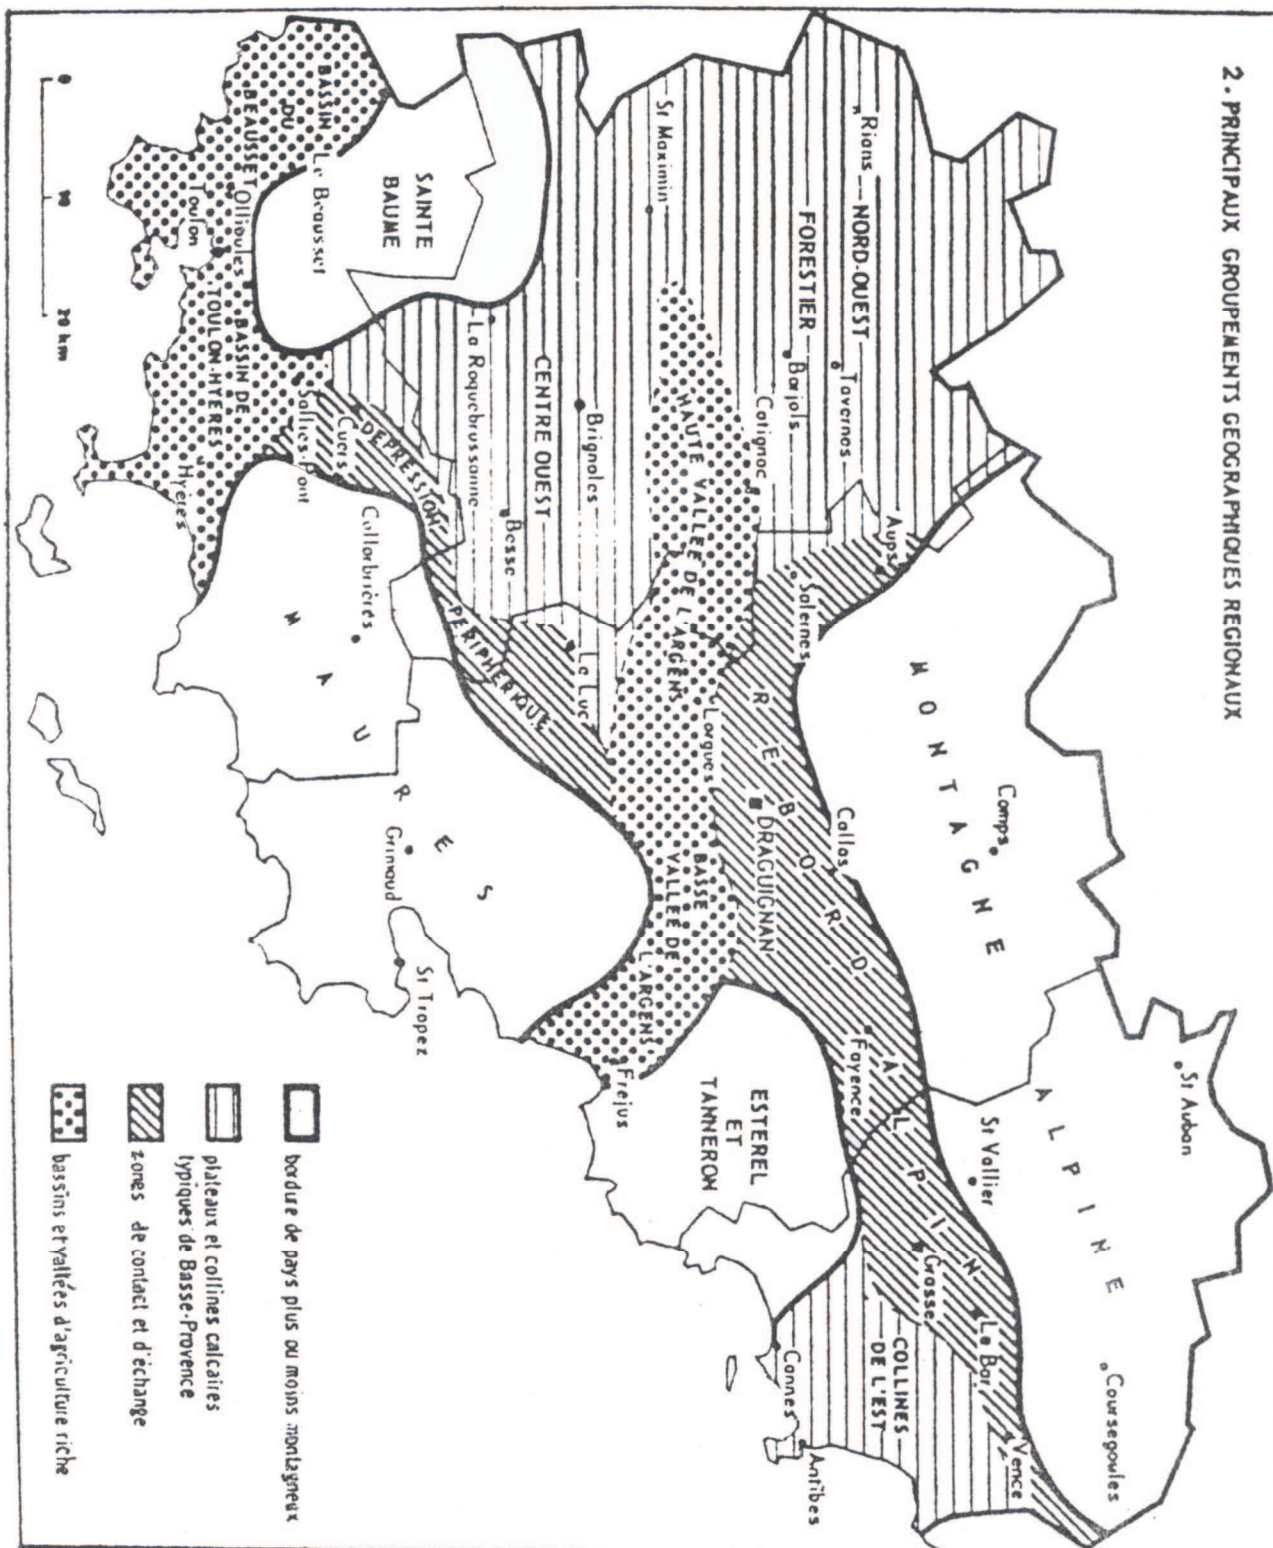 2. PRINCIPAUX GROUPEMENTS GEOGRAPHIQUES REGIONAUX
Rians
NORD-OUEST
FORESTIER
St Maximin
Tavernes
Barjols
Cotignac
Aups
Salernes
HAUTE VALLEE DE L'ARGENS
Brignoles
CENTRE OUEST
La Roquebrussanne
Besse
Le Luc
SAINTE
BAUME
BASSIN
DU
BEAUSSET
Le Beausset
Ollioules
Toulon
BASSIN DE
TOULON-HYERES
Solliès-Pont
Cuers
Hyères
DEPRESSION
PERIPHERIQUE
Collobrières
MAURES
Grimaud
St Tropez
MONTAGNE
ALPINE
Comps
St Auban
St Vallier
Coursegoules
REBORD
ALPIN
Lorgues
DRAGUIGNAN
Callas
Fayence
Grasse
Le Bar
Vence
BASSE
VALLEE DE
L'ARGENS
Frejus
ESTEREL
ET
TANNERON
COLLINES
DE L'EST
Cannes
Antibes
0 10 20 km
bordure de pays plus ou moins montagneux
plateaux et collines calcaires
typiques de Basse-Provence
zones de contact et d'échange
bassins et vallées d'agriculture riche